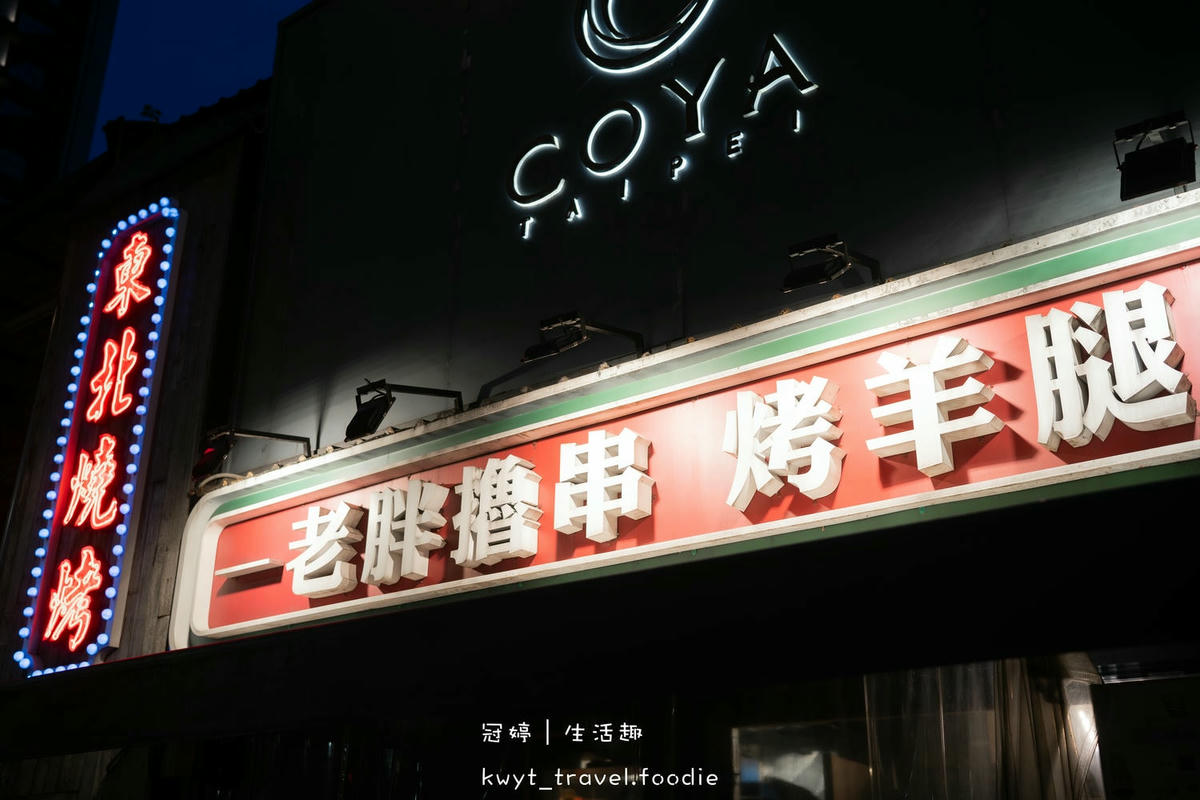 COYA
TAIPEI
東北燒烤
一老胖擼串 烤羊腿
冠婷 | 生活趣
kwyt_travel.foodie